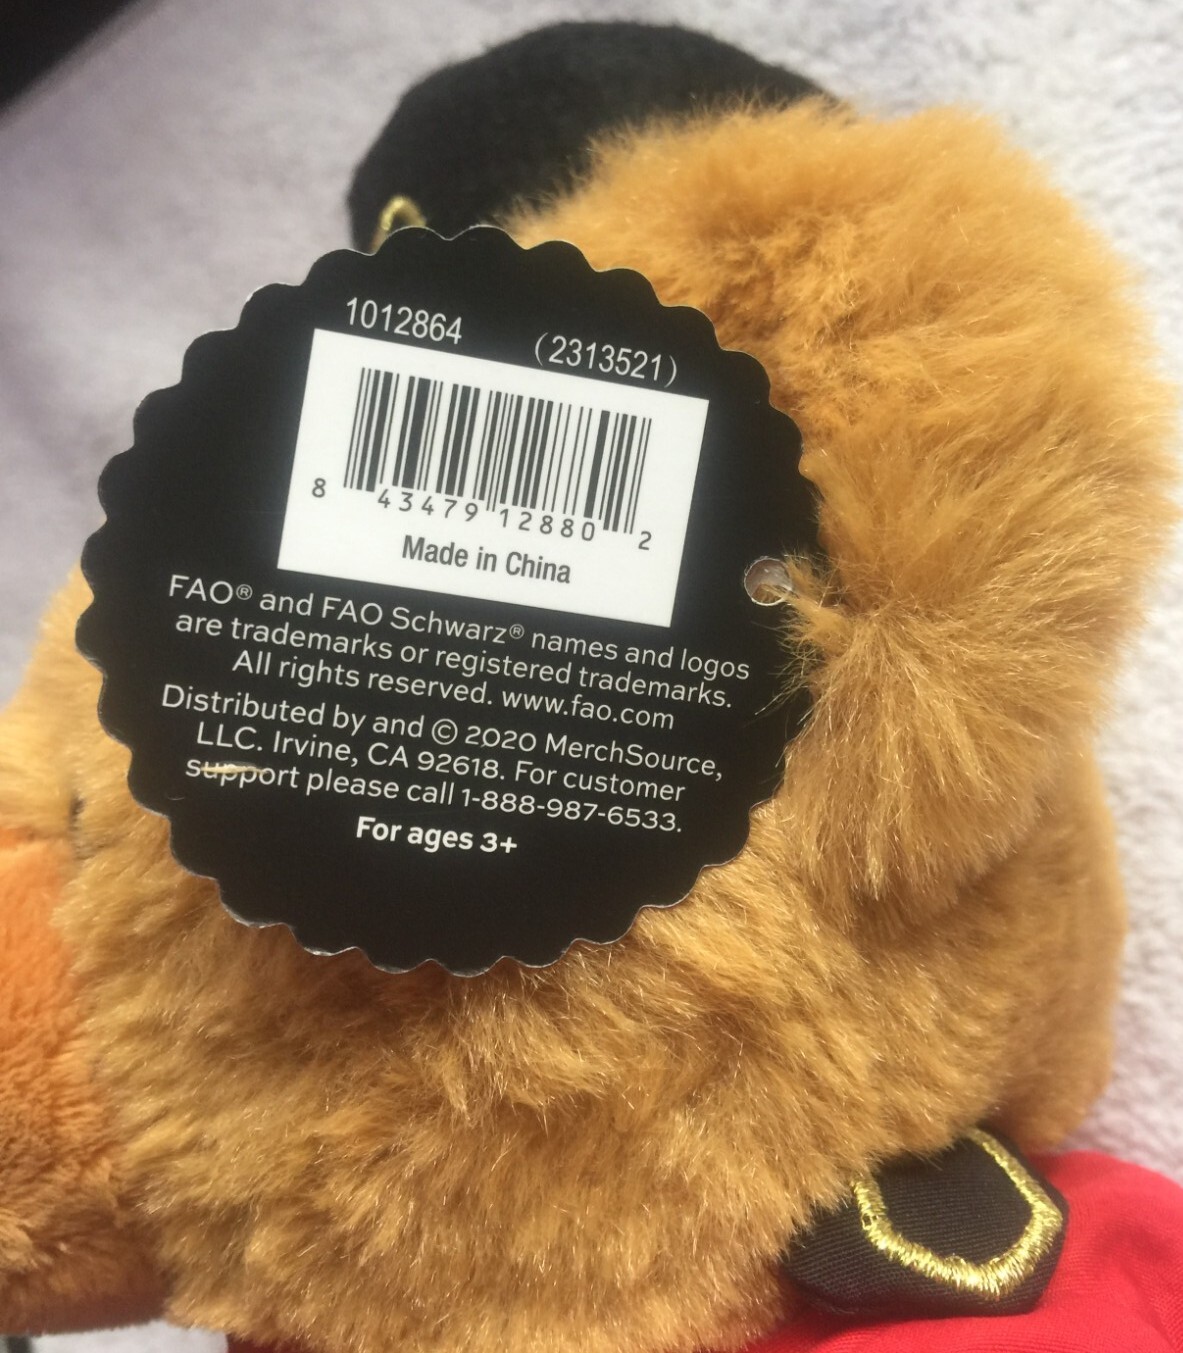 1012864 (2313521)
8 43479 12880 2
Made in China
FAO® and FAO Schwarz® names and logos
are trademarks or registered trademarks.
All rights reserved. www.fao.com
Distributed by and © 2020 MerchSource,
LLC. Irvine, CA 92618. For customer
support please call 1-888-987-6533.
For ages 3+